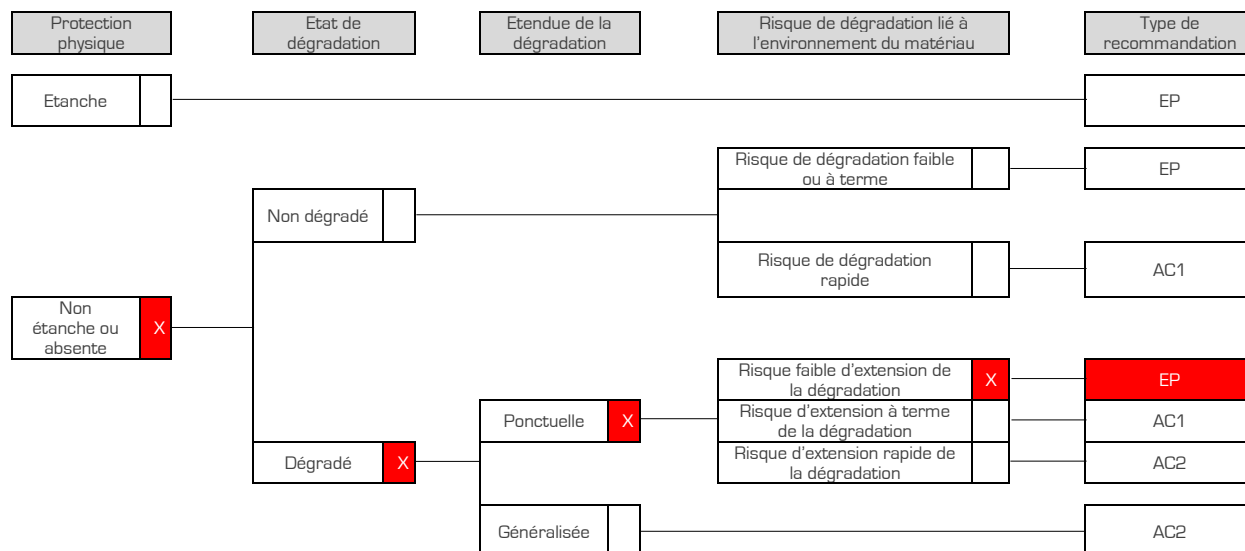 Protection
physique
Etat de
dégradation
Etendue de la
dégradation
Risque de dégradation lié à
l'environnement du matériau
Type de
recommandation
Etanche
EP
Risque de dégradation faible
ou à terme
EP
Non dégradé
Risque de dégradation
rapide
AC1
Non
étanche ou
absente
X
Risque faible d'extension de
la dégradation
X
EP
Ponctuelle
X
Risque d'extension à terme
de la dégradation
AC1
Dégradé
X
Risque d'extension rapide de
la dégradation
AC2
Généralisée
AC2